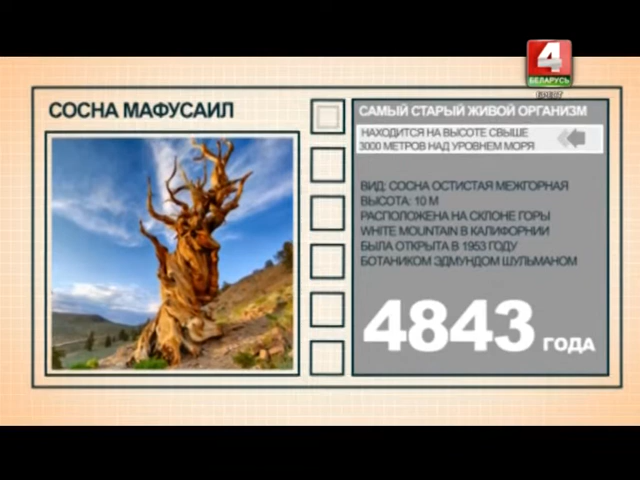 4
БЕЛАРУСЬ
БРЕСТ
СОСНА МАФУСАИЛ
САМЫЙ СТАРЫЙ ЖИВОЙ ОРГАНИЗМ
НАХОДИТСЯ НА ВЫСОТЕ СВЫШЕ
3000 МЕТРОВ НАД УРОВНЕМ МОРЯ
ВИД: СОСНА ОСТИСТАЯ МЕЖГОРНАЯ
ВЫСОТА: 10 М
РАСПОЛОЖЕНА НА СКЛОНЕ ГОРЫ
WHITE MOUNTAIN В КАЛИФОРНИИ
БЫЛА ОТКРЫТА В 1953 ГОДУ
БОТАНИКОМ ЭДМУНДОМ ШУЛЬМАНОМ
4843 ГОДА